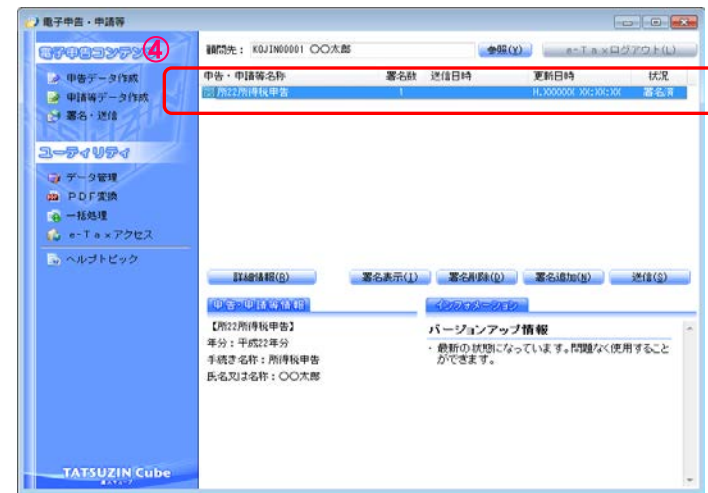 電子申告・申請等
電子申告コンテンツ
④
申告データ作成
申請等データ作成
署名・送信
ユーティリティ
データ管理
PDF変換
一括処理
e-Taxアクセス
ヘルプトピック
TATSUZIN Cube
顧問先： KOJIN00001 〇〇太郎
参照(V)
e-Taxログアウト(L)
申告・申請等名称 署名数 送信日時 更新日時 状況
所22所得税申告 1 H.XXXXXX XX:XX:XX 署名済
詳細情報(B) 署名表示(I) 署名削除(D) 署名追加(N) 送信(S)
申告・申請等情報
【所22所得税申告】
年分：平成22年分
手続き名称：所得税申告
氏名又は名称：〇〇太郎
インフォメーション
バージョンアップ情報
・最新の状態になっています。問題なく使用すること
ができます。